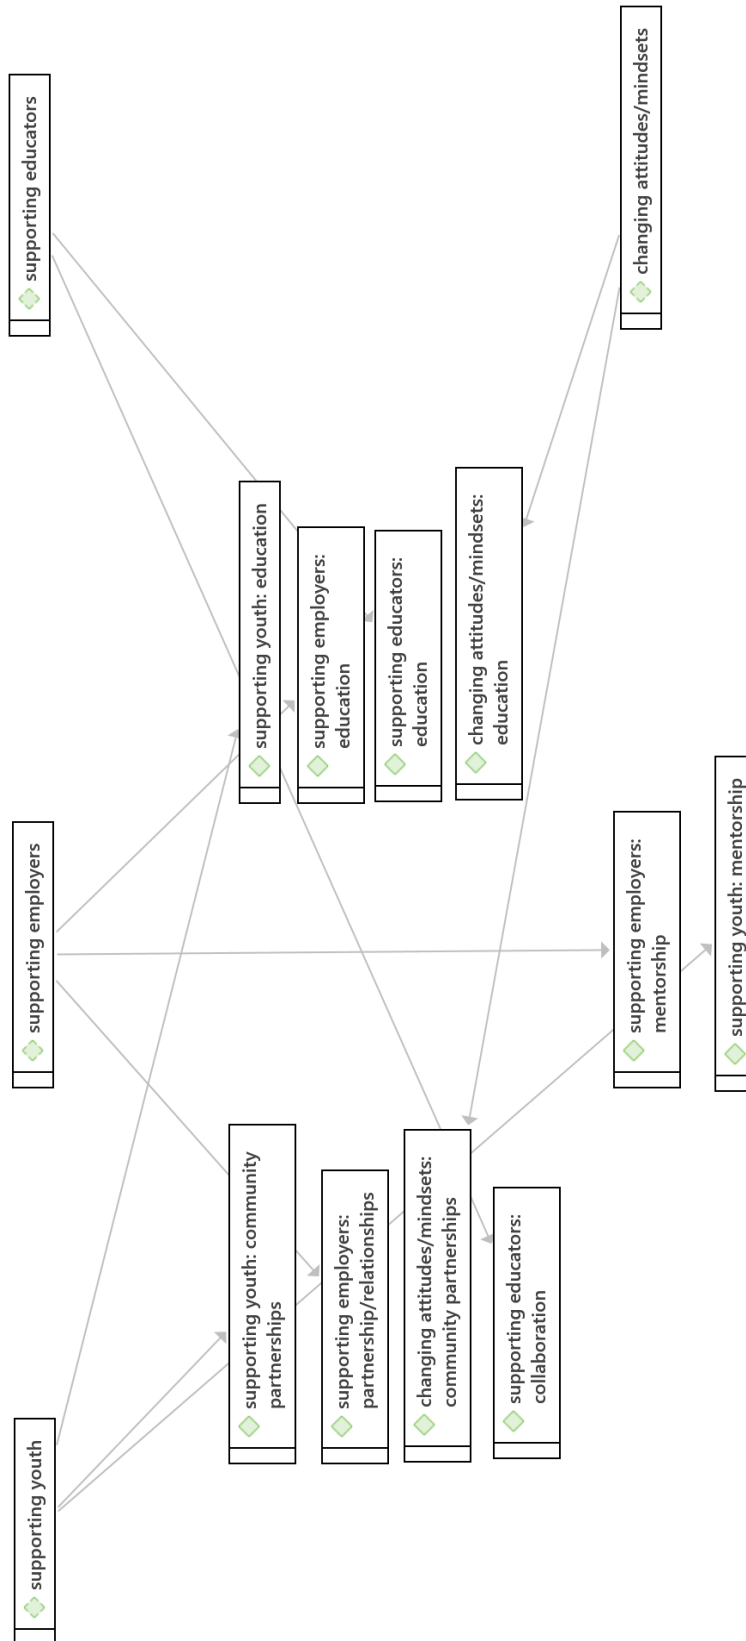 supporting youth
supporting employers
supporting educators
supporting youth: community
partnerships
supporting youth: education
supporting employers:
partnership/relationships
supporting employers:
education
changing attitudes/mindsets:
community partnerships
supporting educators:
education
supporting educators:
collaboration
changing attitudes/mindsets:
education
supporting employers:
mentorship
changing attitudes/mindsets
supporting youth: mentorship